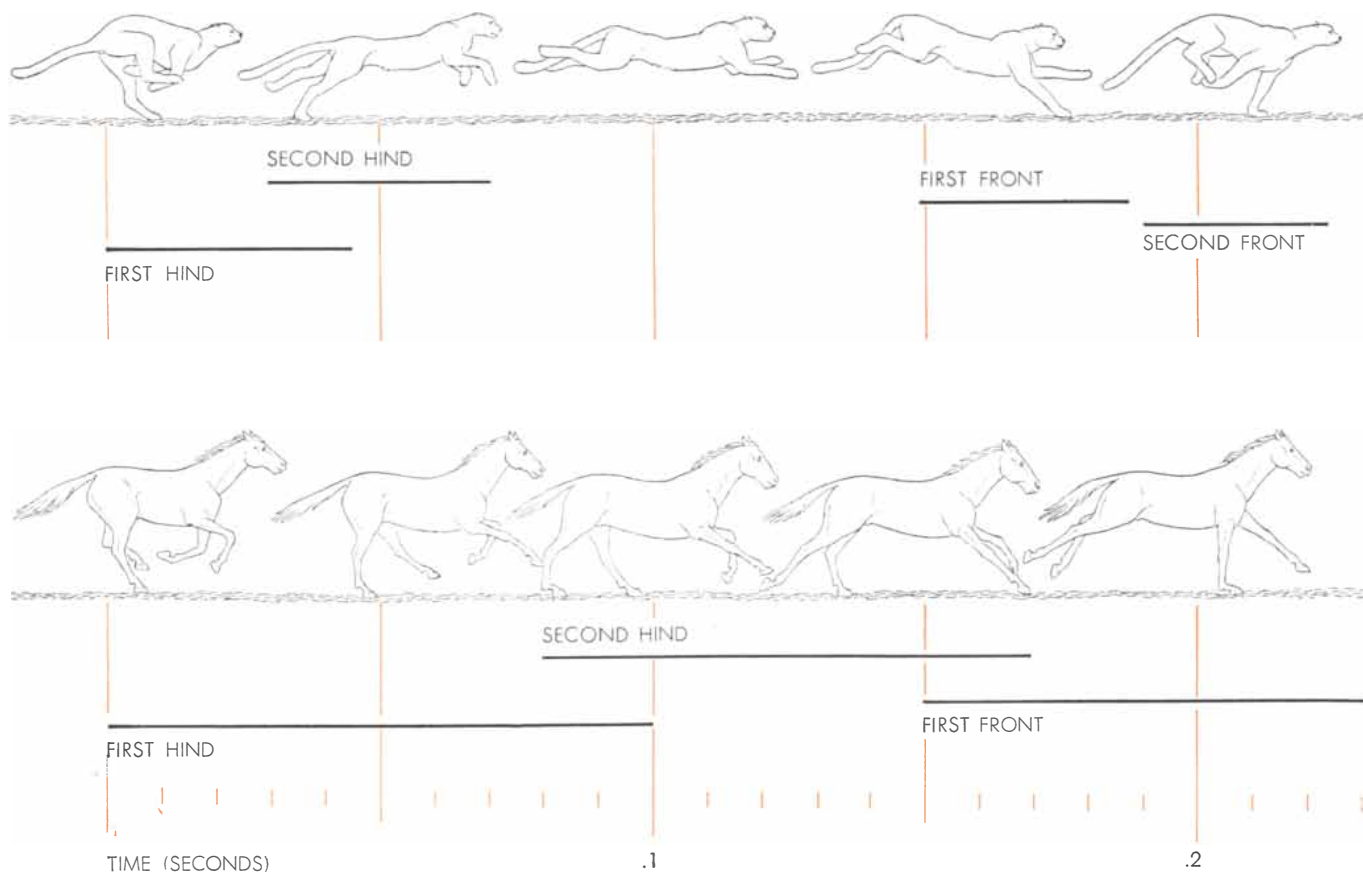 SECOND HIND
FIRST FRONT
SECOND FRONT
FIRST HIND
SECOND HIND
FIRST FRONT
FIRST HIND
TIME (SECONDS)
.1
.2